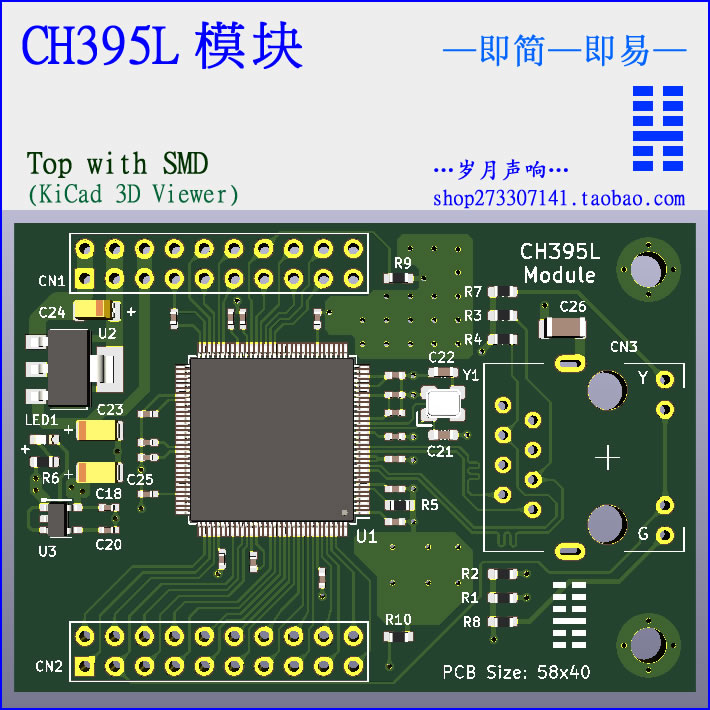 CH395L 模块
—即简—即易—
Top with SMD
(KiCad 3D Viewer)
…岁月声响…
shop273307141.taobao.com
CN1
R9
CH395L
Module
C24
U2
R7
R3
R4
C26
CN3
C22
Y1
Y
LED1
C23
C21
R6
C25
C18
R5
U3
C20
U1
G
R2
R1
R8
R10
CN2
PCB Size: 58x40